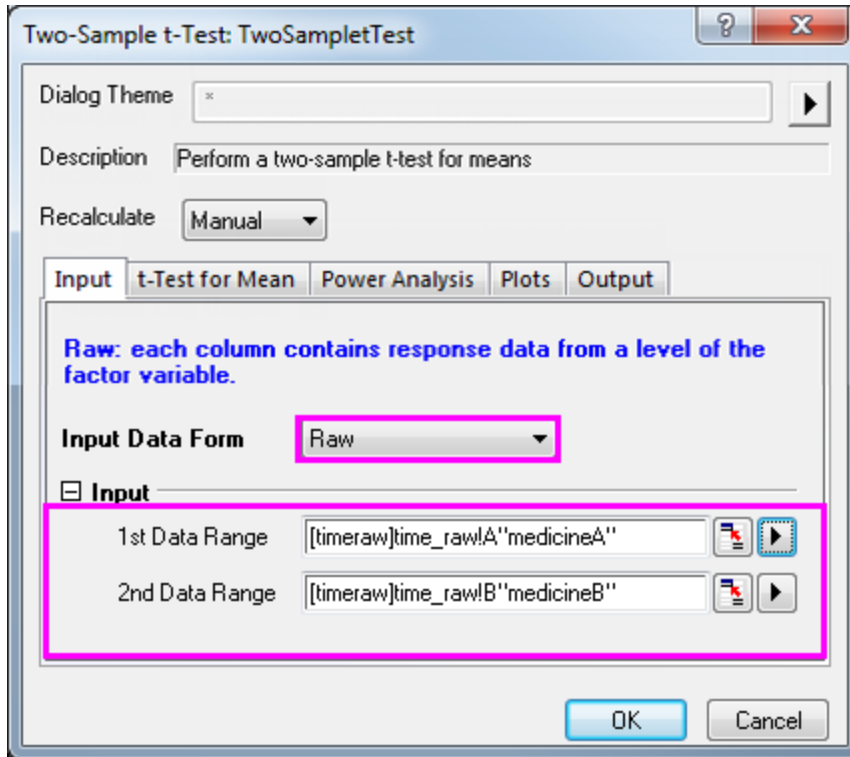 Two-Sample t-Test: TwoSampletTest
Dialog Theme *
Description Perform a two-sample t-test for means
Recalculate Manual
Input t-Test for Mean Power Analysis Plots Output
Raw: each column contains response data from a level of the
factor variable.
Input Data Form Raw
Input
1st Data Range [timeraw]time_raw!A"medicineA"
2nd Data Range [timeraw]time_raw!B"medicineB"
OK Cancel